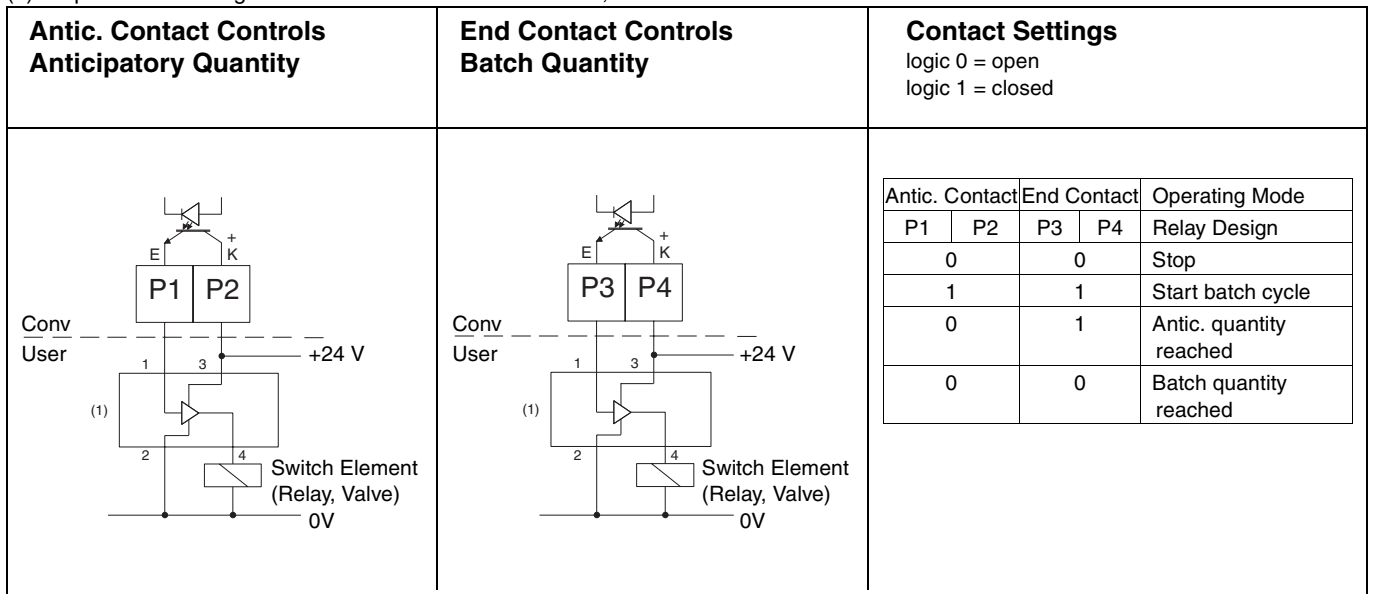 Antic. Contact Controls
Anticipatory Quantity
End Contact Controls
Batch Quantity
Contact Settings
logic 0 = open
logic 1 = closed
E
+
K
P1 P2
Conv
User
+24 V
1 3
(1)
2 4
Switch Element
(Relay, Valve)
0V
E
+
K
P3 P4
Conv
User
+24 V
1 3
(1)
2 4
Switch Element
(Relay, Valve)
0V
Antic. Contact End Contact Operating Mode
P1 P2 P3 P4 Relay Design
0 0 Stop
1 1 Start batch cycle
0 1 Antic. quantity
reached
0 0 Batch quantity
reached